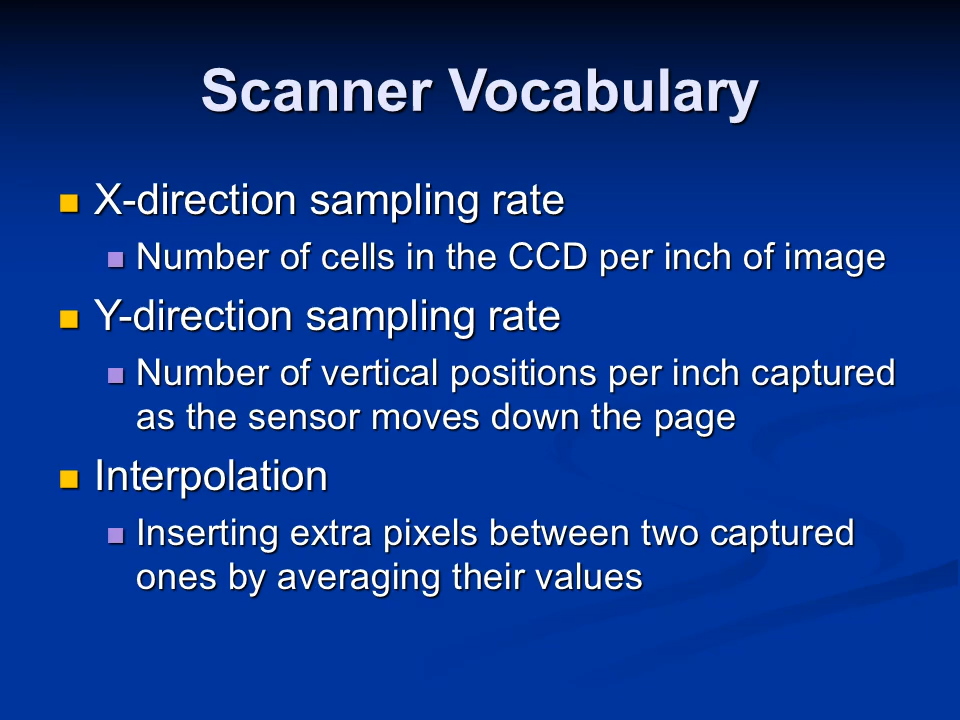 Scanner Vocabulary
X-direction sampling rate
Number of cells in the CCD per inch of image
Y-direction sampling rate
Number of vertical positions per inch captured
as the sensor moves down the page
Interpolation
Inserting extra pixels between two captured
ones by averaging their values